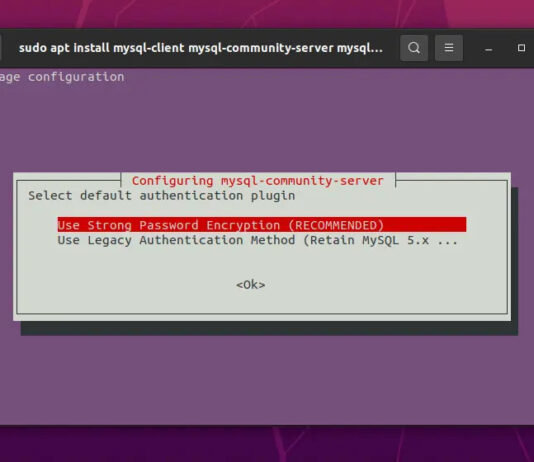 sudo apt install mysql-client mysql-community-server mysql...
age configuration
Configuring mysql-community-server
Select default authentication plugin
Use Strong Password Encryption (RECOMMENDED)
Use Legacy Authentication Method (Retain MySQL 5.x ...
<Ok>